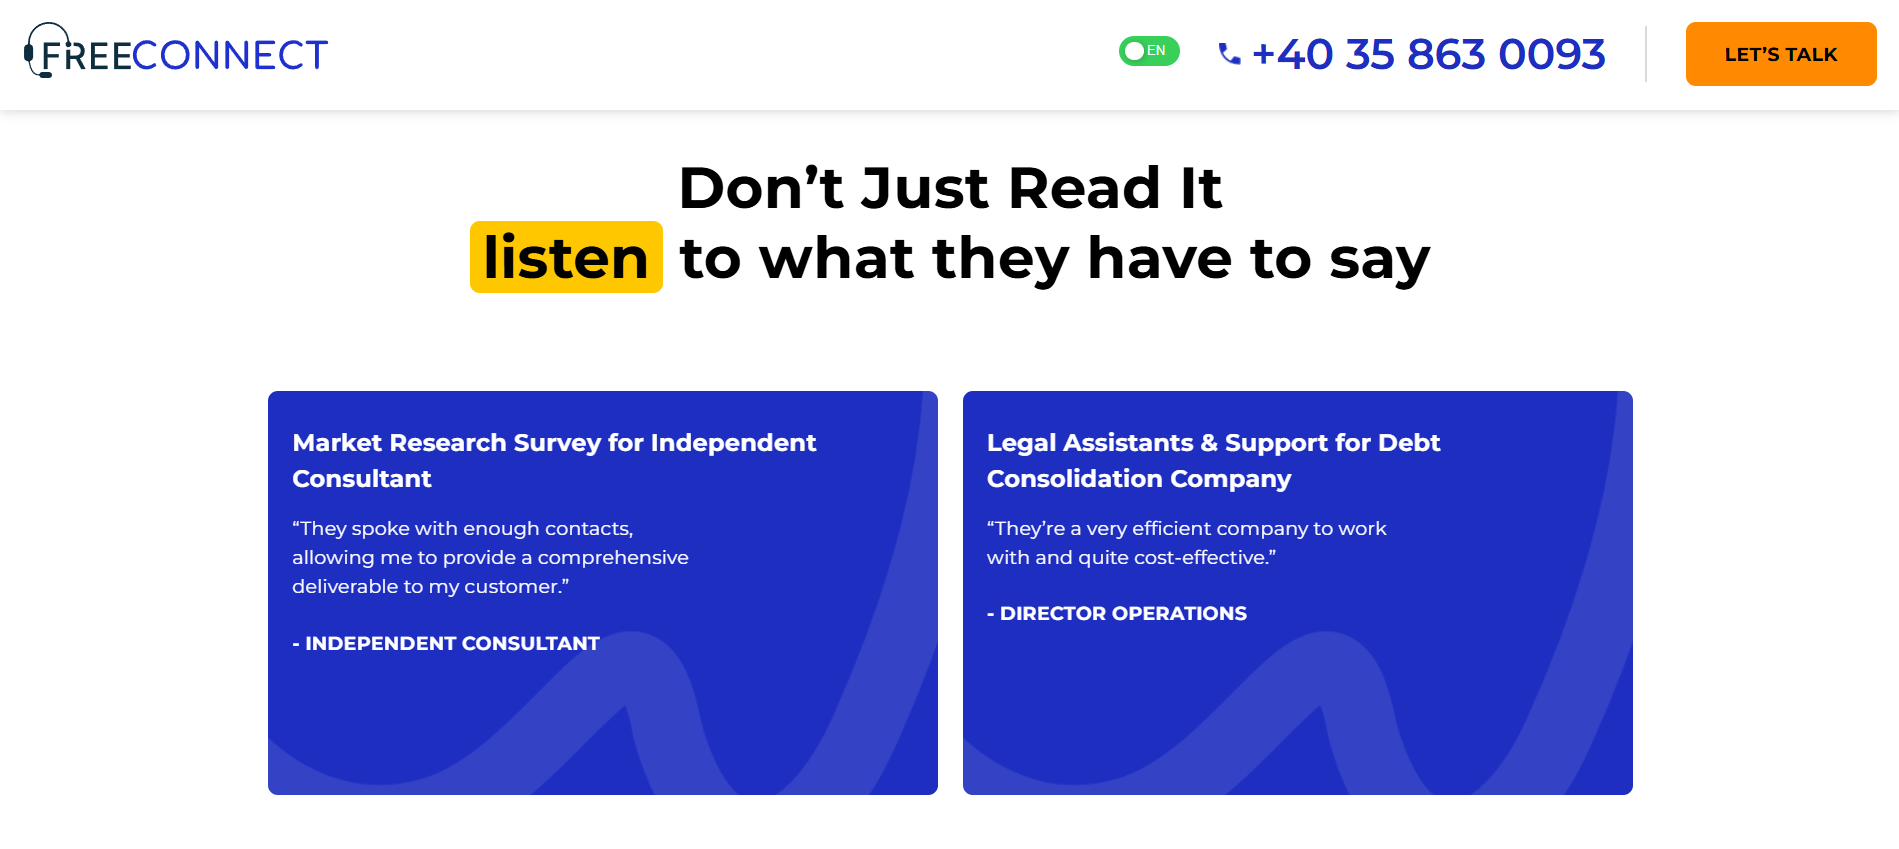 FREECONNECT
EN
+40 35 863 0093
LET’S TALK
Don’t Just Read It
listen to what they have to say
Market Research Survey for Independent
Consultant
“They spoke with enough contacts,
allowing me to provide a comprehensive
deliverable to my customer.”
- INDEPENDENT CONSULTANT
Legal Assistants & Support for Debt
Consolidation Company
“They’re a very efficient company to work
with and quite cost-effective.”
- DIRECTOR OPERATIONS